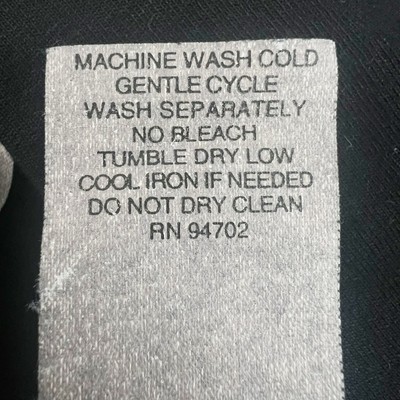 MACHINE WASH COLD
GENTLE CYCLE
WASH SEPARATELY
NO BLEACH
TUMBLE DRY LOW
COOL IRON IF NEEDED
DO NOT DRY CLEAN
RN 94702